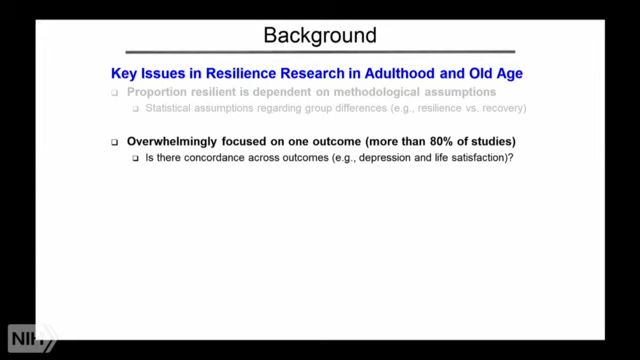 Background
Key Issues in Resilience Research in Adulthood and Old Age
Proportion resilient is dependent on methodological assumptions
Statistical assumptions regarding group differences (e.g., resilience vs. recovery)
Overwhelmingly focused on one outcome (more than 80% of studies)
Is there concordance across outcomes (e.g., depression and life satisfaction)?
NIH